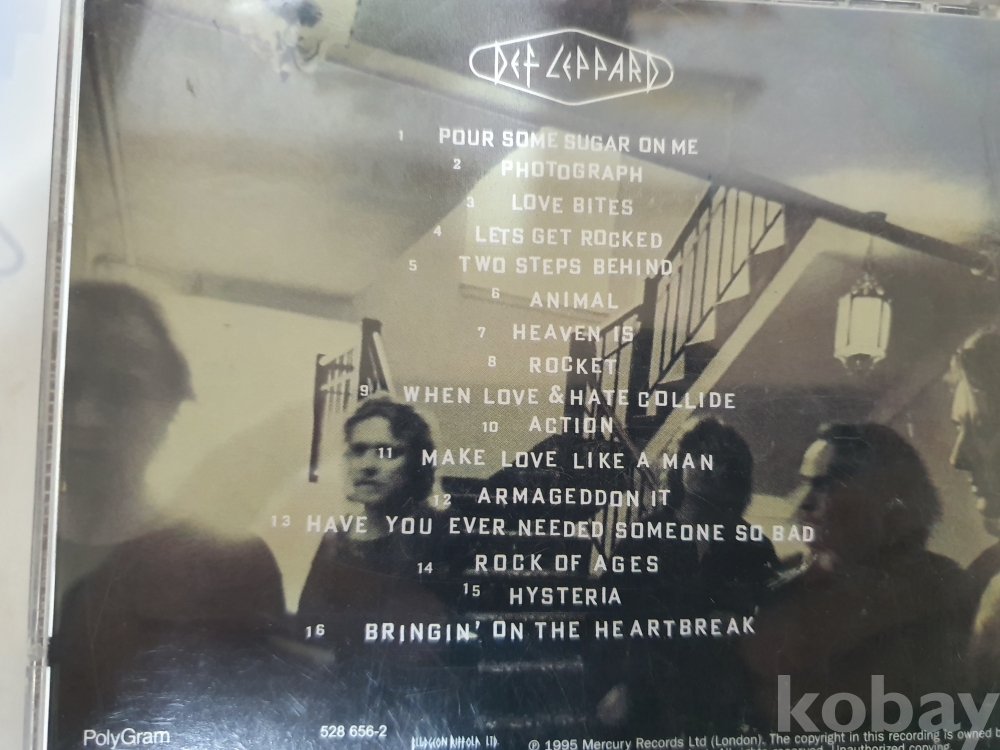 DEF LEPPARD
1 POUR SOME SUGAR ON ME
2 PHOTOGRAPH
3 LOVE BITES
4 LETS GET ROCKED
5 TWO STEPS BEHIND
6 ANIMAL
7 HEAVEN IS
8 ROCKET
9 WHEN LOVE & HATE COLLIDE
10 ACTION
11 MAKE LOVE LIKE A MAN
12 ARMAGEDDON IT
13 HAVE YOU EVER NEEDED SOMEONE SO BAD
14 ROCK OF AGES
15 HYSTERIA
16 BRINGIN' ON THE HEARTBREAK
kobay
PolyGram
528 656-2
℗ 1995 Mercury Records Ltd (London). The copyright in this recording is owned b
Unauthorized copying,